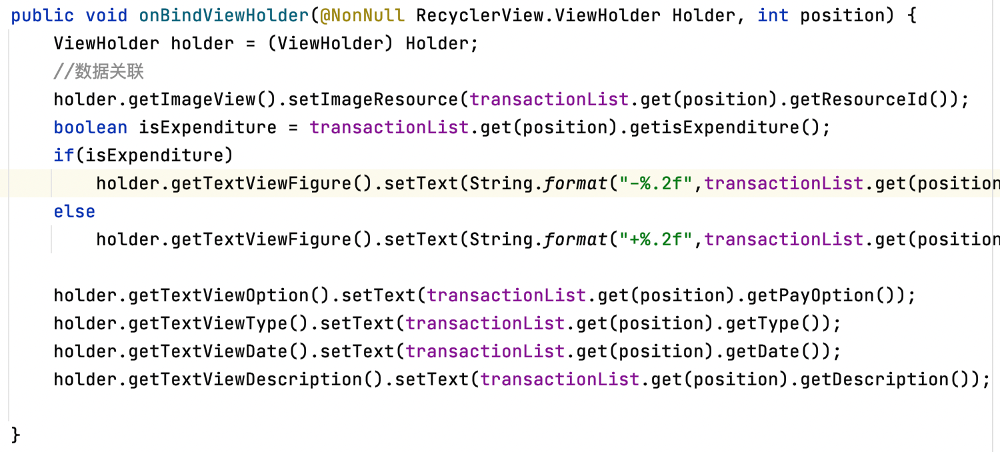 public void onBindViewHolder(@NonNull RecyclerView.ViewHolder Holder, int position) {
    ViewHolder holder = (ViewHolder) Holder;
    //数据关联
    holder.getImageView().setImageResource(transactionList.get(position).getResourceId());
    boolean isExpenditure = transactionList.get(position).getisExpenditure();
    if(isExpenditure)
        holder.getTextViewFigure().setText(String.format("-%.2f",transactionList.get(position
    else
        holder.getTextViewFigure().setText(String.format("+%.2f",transactionList.get(position
    holder.getTextViewOption().setText(transactionList.get(position).getPayOption());
    holder.getTextViewType().setText(transactionList.get(position).getType());
    holder.getTextViewDate().setText(transactionList.get(position).getDate());
    holder.getTextViewDescription().setText(transactionList.get(position).getDescription());
}